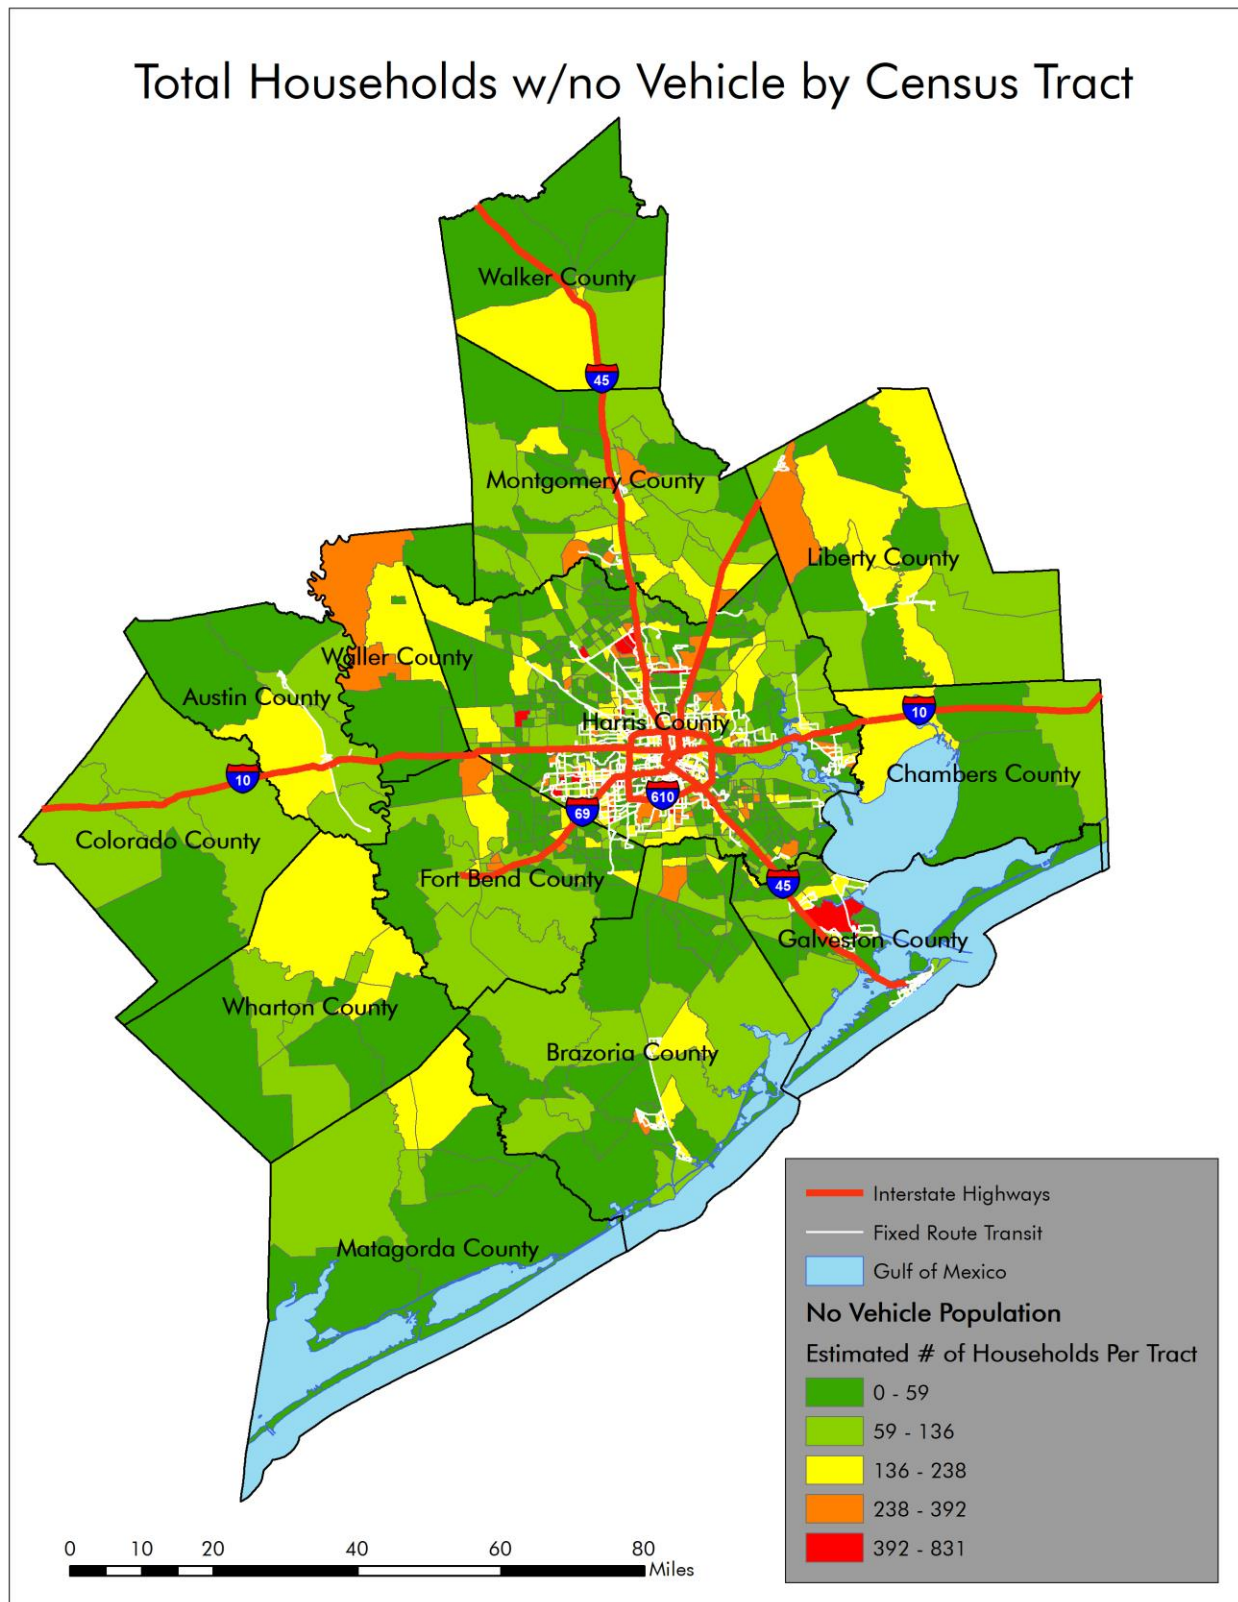 Total Households w/no Vehicle by Census Tract
Walker County
45
Montgomery County
Liberty County
Waller County
Austin County
Harris County
10
Chambers County
10
610
69
Colorado County
Fort Bend County
45
Galveston County
Wharton County
Brazoria County
Matagorda County
Interstate Highways
Fixed Route Transit
Gulf of Mexico
No Vehicle Population
Estimated # of Households Per Tract
0 - 59
59 - 136
136 - 238
238 - 392
392 - 831
0 10 20 40 60 80
Miles